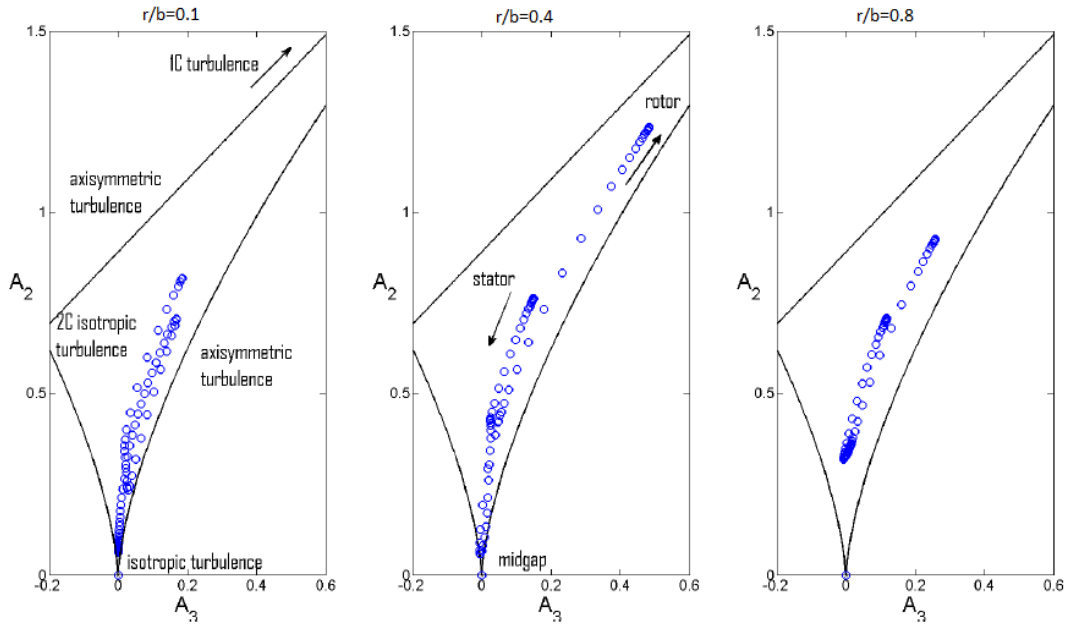 r/b=0.1
1.5
1
0.5
0
-0.2
0
0.2
0.4
0.6
A2
A3
1C turbulence
axisymmetric
turbulence
2C isotropic
turbulence
axisymmetric
turbulence
isotropic turbulence
r/b=0.4
1.5
1
0.5
0
-0.2
0
0.2
0.4
0.6
A2
A3
rotor
stator
midgap
r/b=0.8
1.5
1
0.5
0
-0.2
0
0.2
0.4
0.6
A2
A3